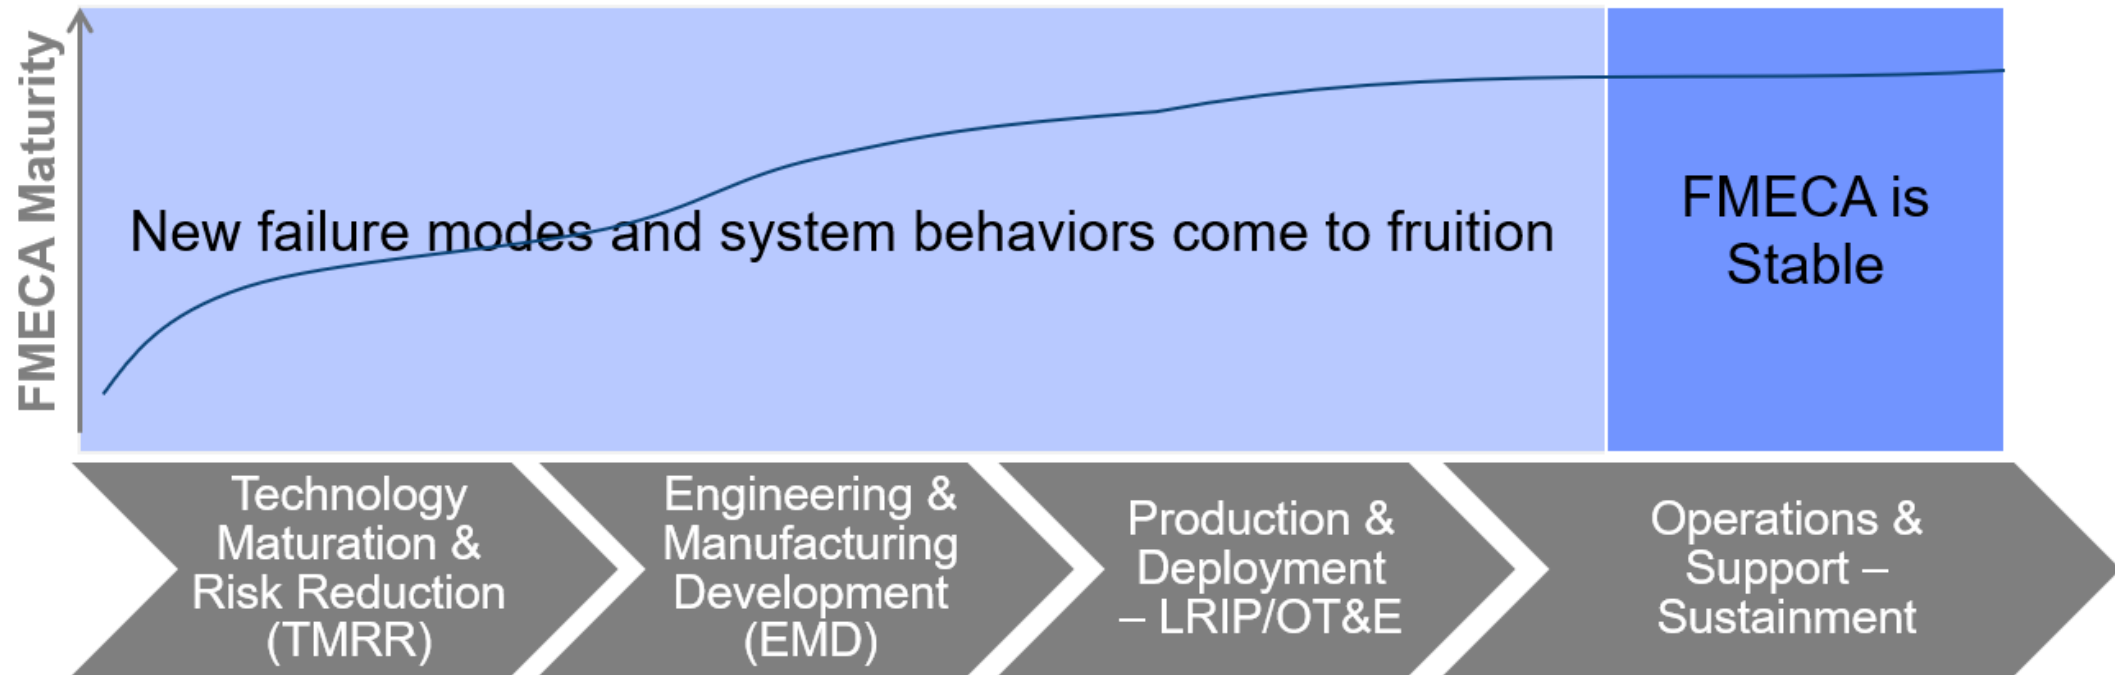 FMECA Maturity
New failure modes and system behaviors come to fruition
FMECA is
Stable
Technology
Maturation &
Risk Reduction
(TMRR)
Engineering &
Manufacturing
Development
(EMD)
Production &
Deployment
– LRIP/OT&E
Operations &
Support –
Sustainment